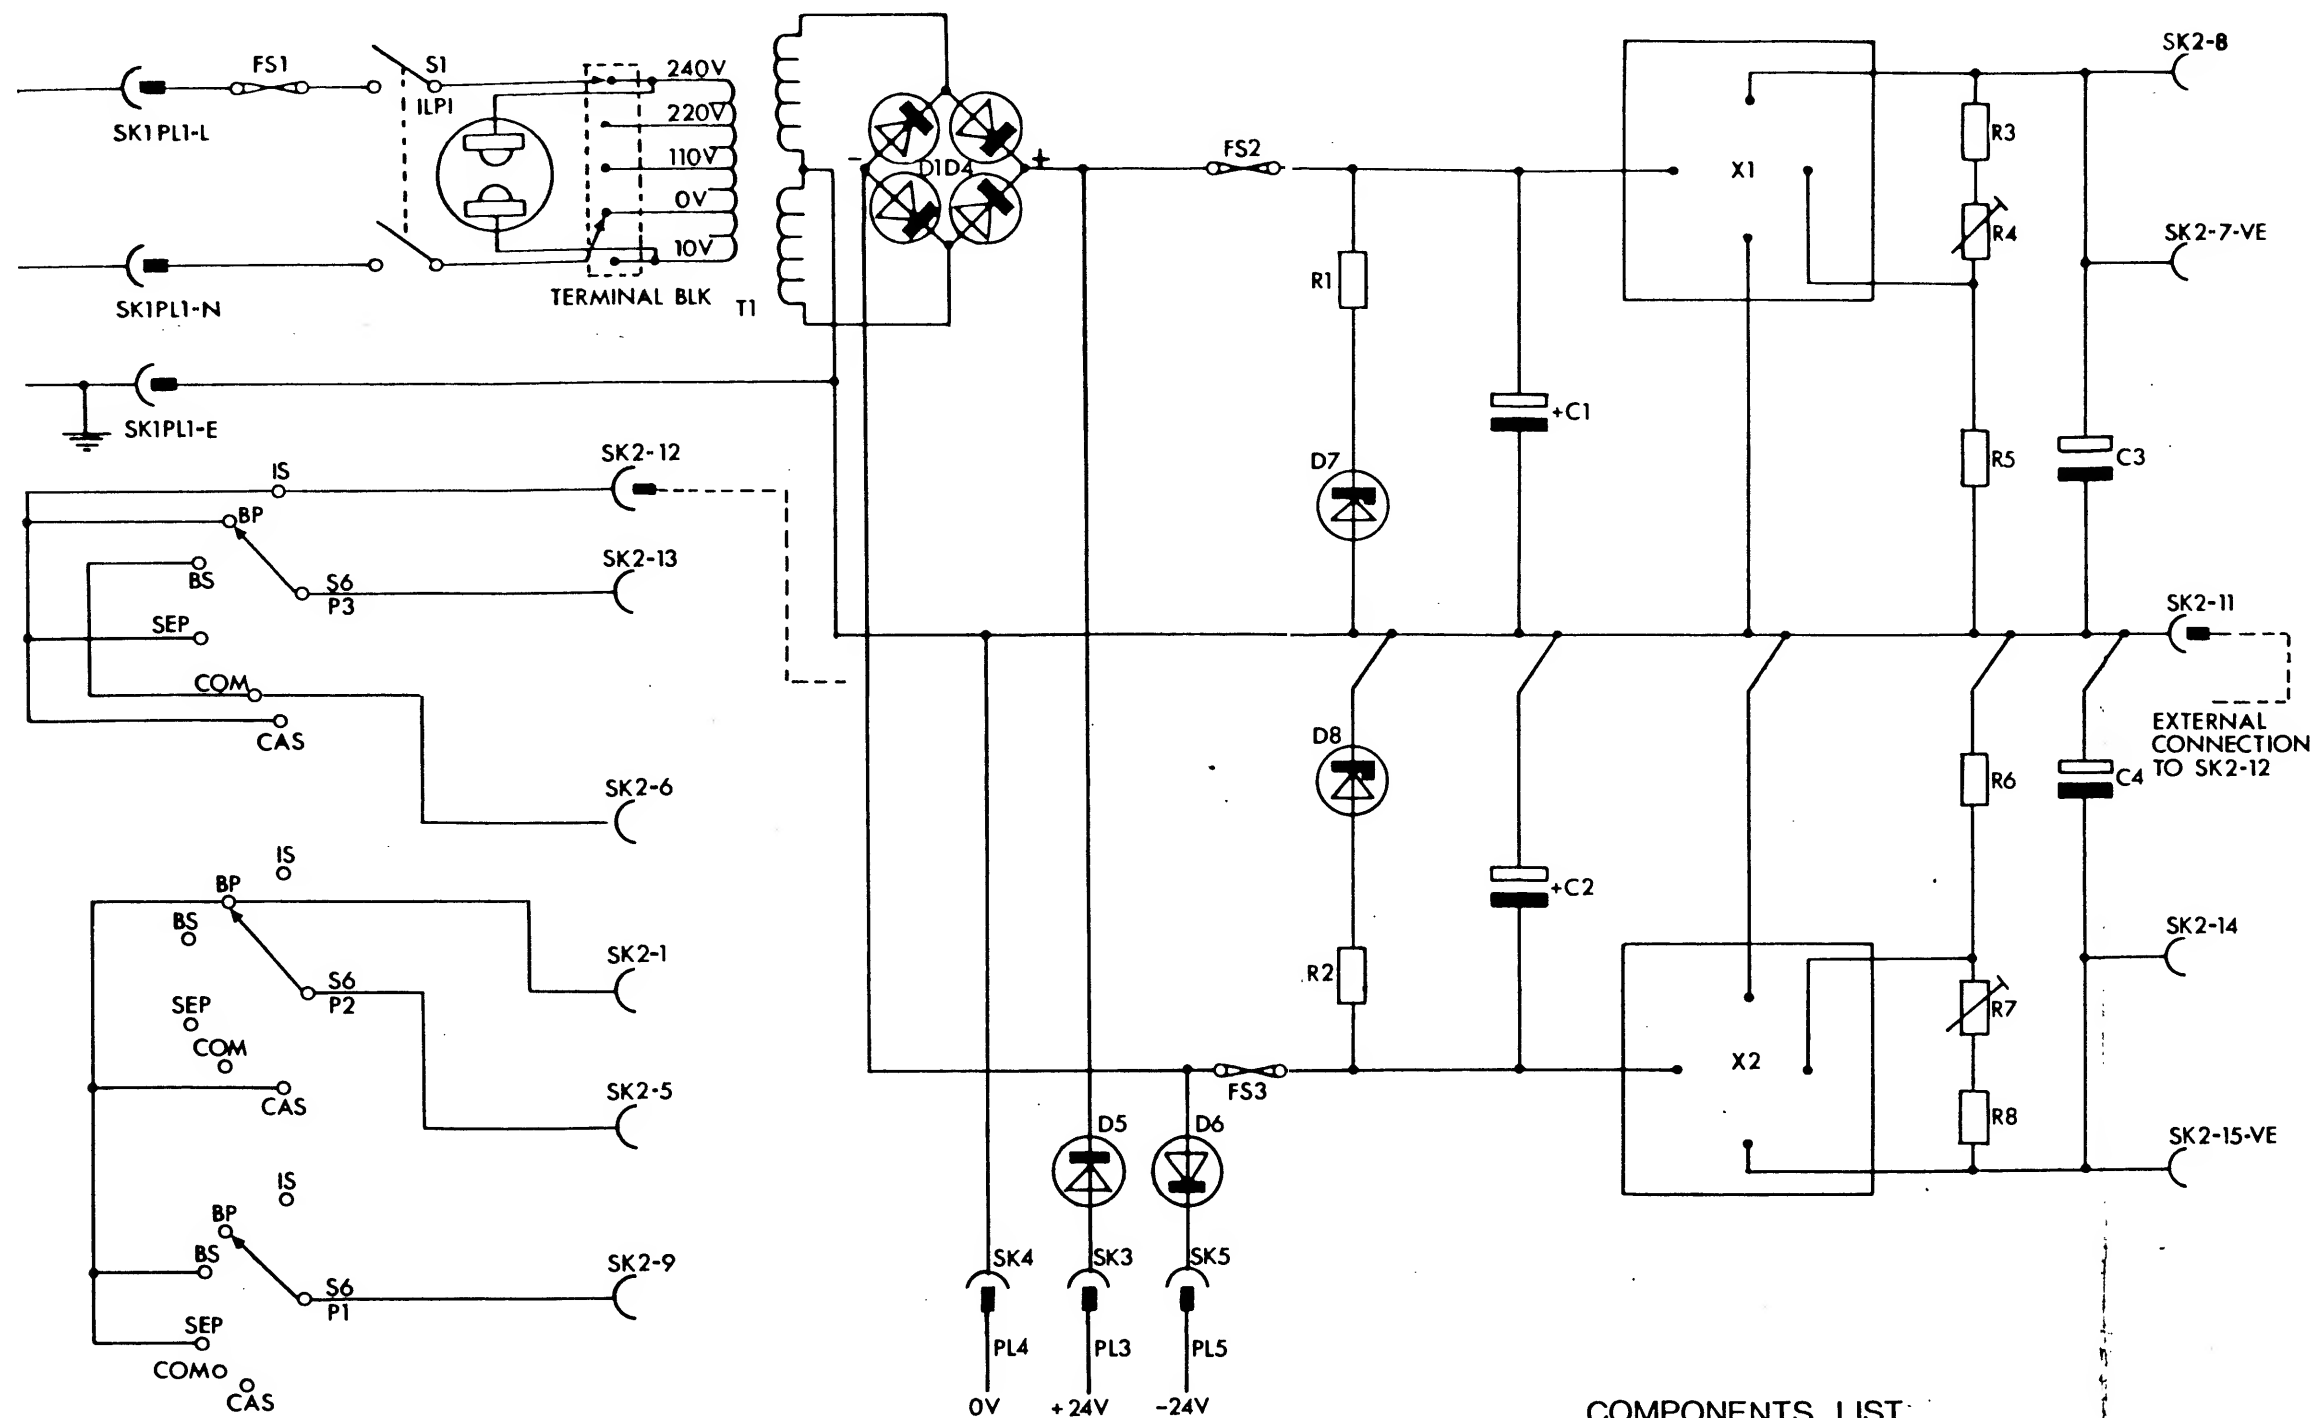 SK2-8
FS1
S1
240V
ILP1
220V
R3
SK1PL1-L
110V
-
D1D4
+
FS2
X1
0V
R4
SK2-7-VE
10V
R1
TERMINAL BLK
T1
SK1PL1-N
+C1
SK1PL1-E
SK2-12
D7
R5
C3
IS
BP
SK2-13
BS
S6
P3
SK2-11
SEP
COM
CAS
EXTERNAL
CONNECTION
TO SK2-12
D8
R6
C4
SK2-6
IS
BP
+C2
BS
SK2-1
SK2-14
S6
P2
R2
SEP
R7
COM
X2
SK2-5
FS3
CAS
D5
D6
R8
SK2-15-VE
IS
BP
BS
SK2-9
SK4
SK3
SK5
S6
P1
SEP
PL4
PL3
PL5
COM
CAS
0V
+24V
-24V
COMPONENTS LIST